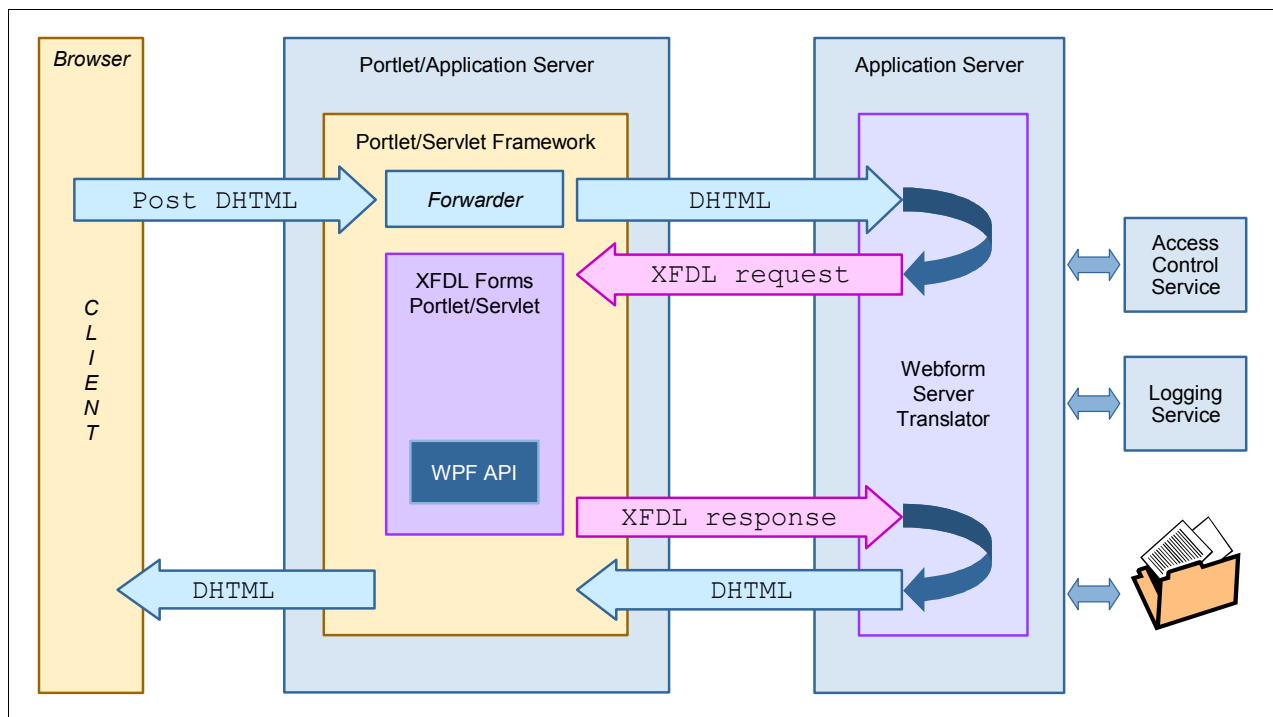 Browser
Portlet/Application Server
Application Server
Portlet/Servlet Framework
Post DHTML
Forwarder
DHTML
XFDL request
XFDL Forms
Portlet/Servlet
Access
Control
Service
CLIENT
Webform
Server
Translator
Logging
Service
WPF API
XFDL response
DHTML
DHTML